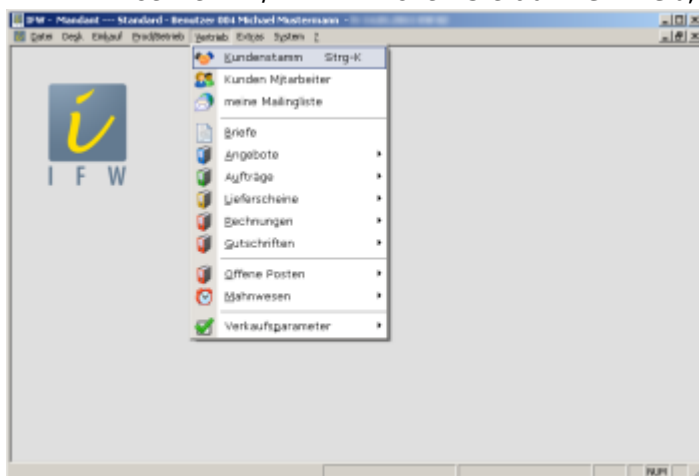 IFW - Mandant --- Standard - Benutzer 004 Michael Mustermann -
Datei Desk Einkauf Prod/Betrieb Vertrieb Extras System ?
Kundenstamm Strg-K
Kunden Mitarbeiter
meine Mailingliste
Briefe
Angebote
Aufträge
Lieferscheine
Rechnungen
Gutschriften
Offene Posten
Mahnwesen
Verkaufsparameter
i
IFW
NUM